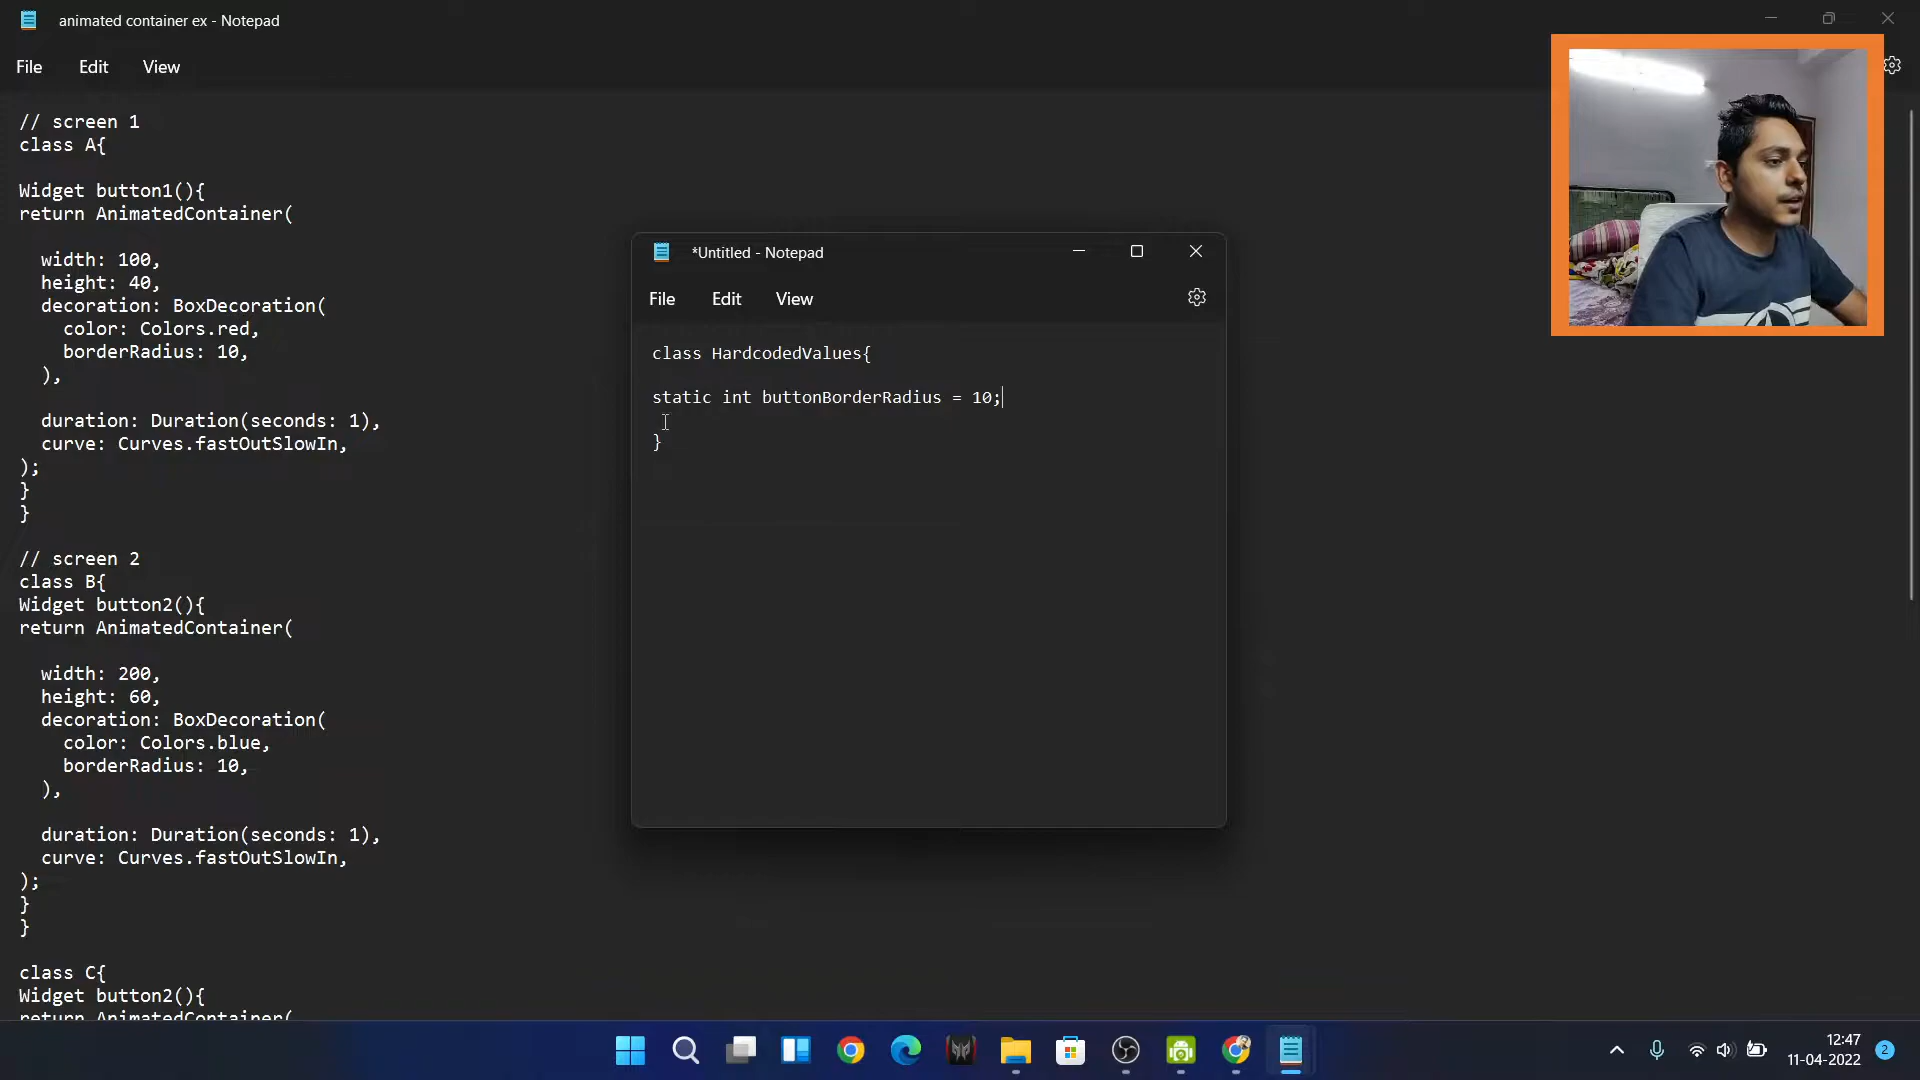 animated container ex - Notepad
File Edit View
// screen 1
class A{
Widget button1(){
return AnimatedContainer(
width: 100,
height: 40,
decoration: BoxDecoration(
color: Colors.red,
borderRadius: 10,
),
duration: Duration(seconds: 1),
curve: Curves.fastOutSlowIn,
);
}
}
// screen 2
class B{
Widget button2(){
return AnimatedContainer(
width: 200,
height: 60,
decoration: BoxDecoration(
color: Colors.blue,
borderRadius: 10,
),
duration: Duration(seconds: 1),
curve: Curves.fastOutSlowIn,
);
}
}
class C{
Widget button2(){
return AnimatedContainer(
*Untitled - Notepad
File Edit View
class HardcodedValues{
static int buttonBorderRadius = 10;
}
12:47
11-04-2022
2